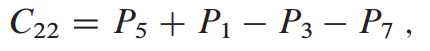 C₂₂ = P₅ + P₁ − P₃ − P₇ ,